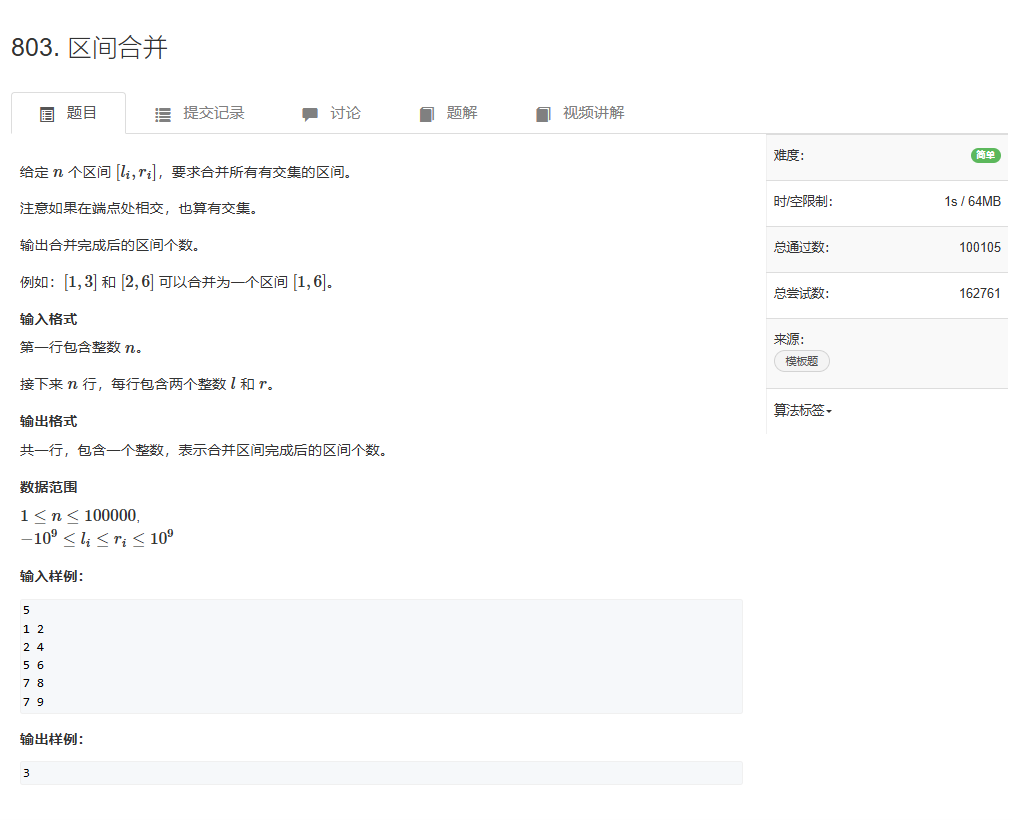 803. 区间合并
题目
提交记录
讨论
题解
视频讲解
给定 n 个区间 [l_i, r_i]，要求合并所有有交集的区间。
注意如果在端点处相交，也算有交集。
输出合并完成后的区间个数。
例如：[1, 3] 和 [2, 6] 可以合并为一个区间 [1, 6]。
输入格式
第一行包含整数 n。
接下来 n 行，每行包含两个整数 l 和 r。
输出格式
共一行，包含一个整数，表示合并区间完成后的区间个数。
数据范围
1 ≤ n ≤ 100000,
−10⁹ ≤ l_i ≤ r_i ≤ 10⁹
输入样例：
5
1 2
2 4
5 6
7 8
7 9
输出样例：
3
难度： 简单
时/空限制： 1s / 64MB
总通过数： 100105
总尝试数： 162761
来源：
模板题
算法标签